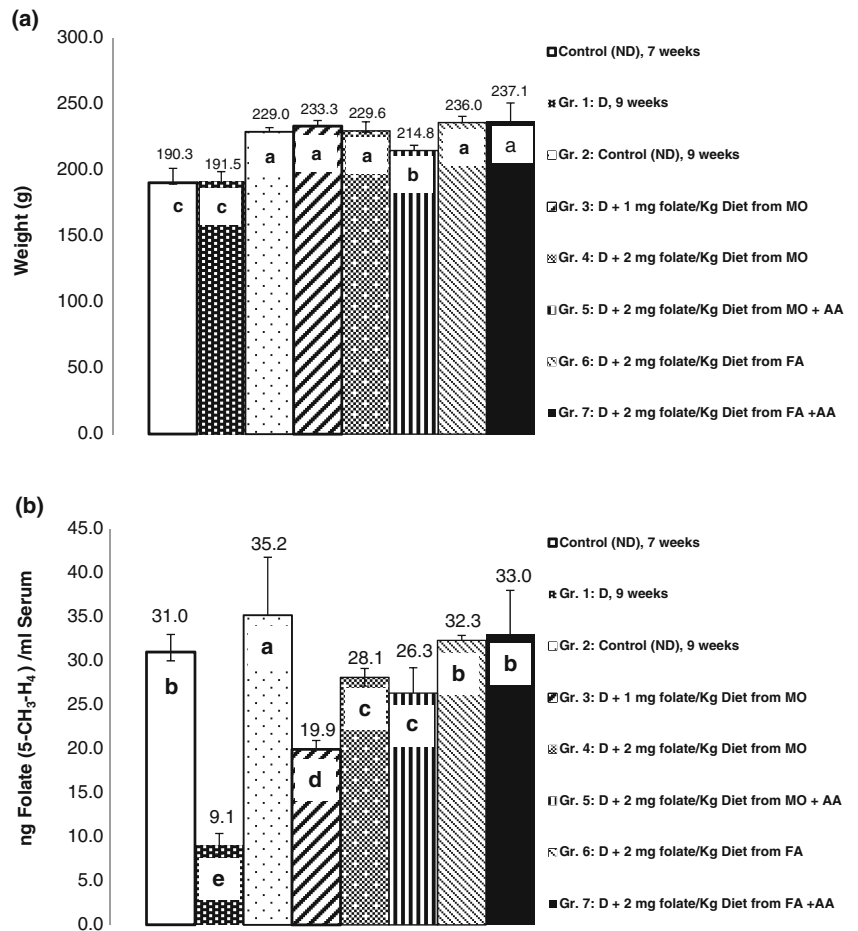 (a)
300.0
250.0
200.0
150.0
100.0
50.0
0.0
Weight (g)
190.3
191.5
229.0
233.3
229.6
214.8
236.0
237.1
c
c
a
a
a
b
a
a
Control (ND), 7 weeks
Gr. 1: D, 9 weeks
Gr. 2: Control (ND), 9 weeks
Gr. 3: D + 1 mg folate/Kg Diet from MO
Gr. 4: D + 2 mg folate/Kg Diet from MO
Gr. 5: D + 2 mg folate/Kg Diet from MO + AA
Gr. 6: D + 2 mg folate/Kg Diet from FA
Gr. 7: D + 2 mg folate/Kg Diet from FA +AA
(b)
45.0
40.0
35.0
30.0
25.0
20.0
15.0
10.0
5.0
0.0
ng Folate (5-CH₃-H₄) /ml Serum
31.0
9.1
35.2
19.9
28.1
26.3
32.3
33.0
b
e
a
d
c
c
b
b
Control (ND), 7 weeks
Gr. 1: D, 9 weeks
Gr. 2: Control (ND), 9 weeks
Gr. 3: D + 1 mg folate/Kg Diet from MO
Gr. 4: D + 2 mg folate/Kg Diet from MO
Gr. 5: D + 2 mg folate/Kg Diet from MO + AA
Gr. 6: D + 2 mg folate/Kg Diet from FA
Gr. 7: D + 2 mg folate/Kg Diet from FA +AA